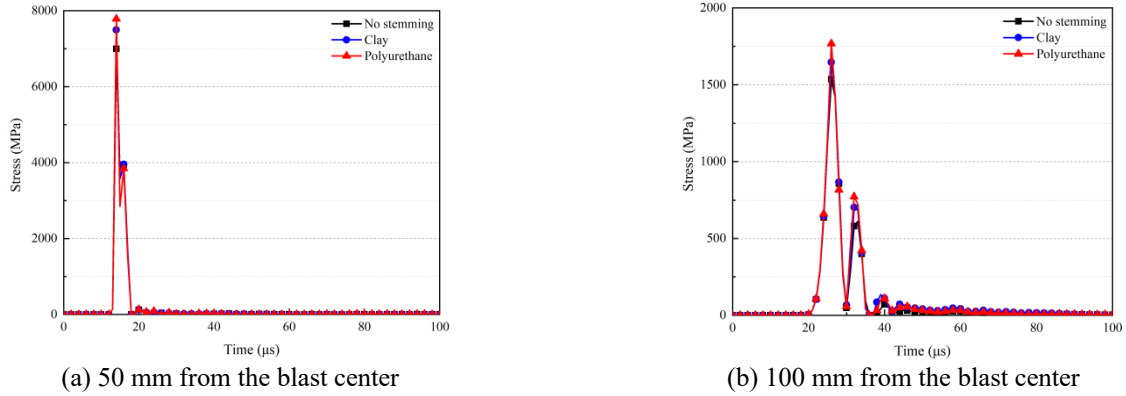 8000
6000
4000
2000
0
Stress (MPa)
No stemming
Clay
Polyurethane
0 20 40 60 80 100
Time (μs)
(a) 50 mm from the blast center
2000
1500
1000
500
0
Stress (MPa)
No stemming
Clay
Polyurethane
0 20 40 60 80 100
Time (μs)
(b) 100 mm from the blast center